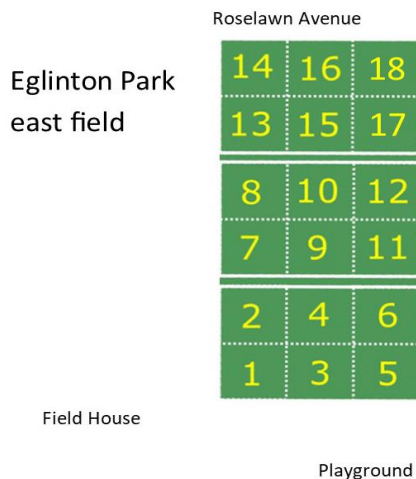 Roselawn Avenue
Eglinton Park
east field
14 16 18
13 15 17
8 10 12
7 9 11
2 4 6
1 3 5
Field House
Playground